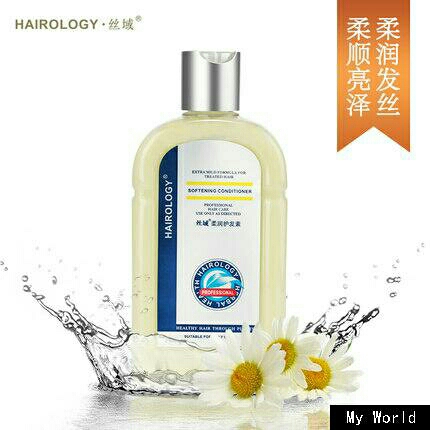 HAIROLOGY·丝域®
柔润发丝
柔顺亮泽
HAIROLOGY®
EXTRA MILD FORMULA FOR
TREATED HAIR
SOFTENING CONDITIONER
PROFESSIONAL
HAIR CARE
USE ONLY AS DIRECTED
丝域®柔润护发素
HAIROLOGY
PROFESSIONAL
HEALTHY HAIR THROUGH
SUITABLE FOR
My World